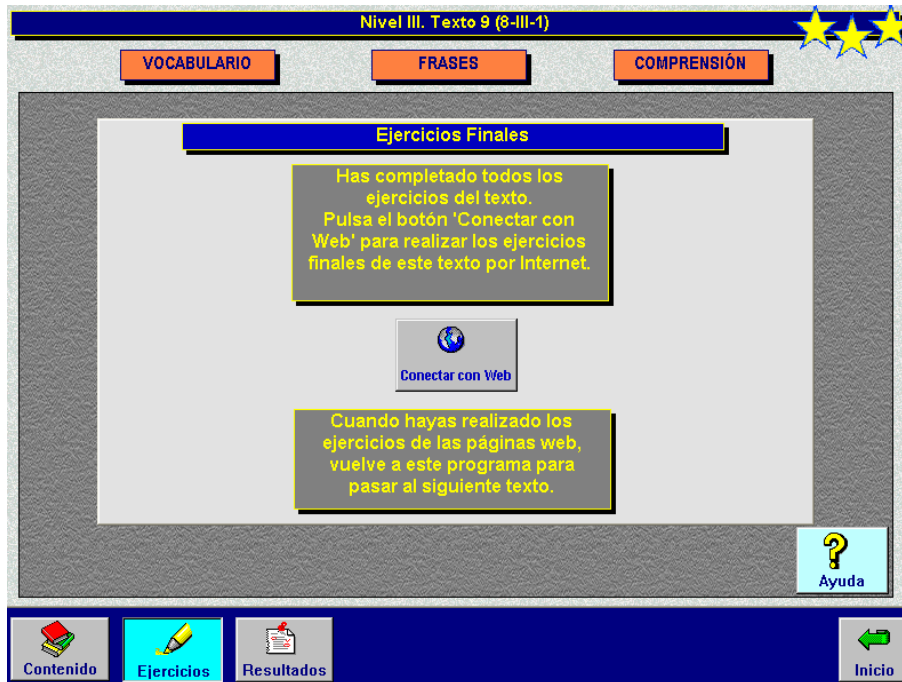 Nivel III. Texto 9 (8-III-1)
VOCABULARIO
FRASES
COMPRENSIÓN
Ejercicios Finales
Has completado todos los
ejercicios del texto.
Pulsa el botón 'Conectar con
Web' para realizar los ejercicios
finales de este texto por Internet.
Conectar con Web
Cuando hayas realizado los
ejercicios de las páginas web,
vuelve a este programa para
pasar al siguiente texto.
Ayuda
Contenido
Ejercicios
Resultados
Inicio